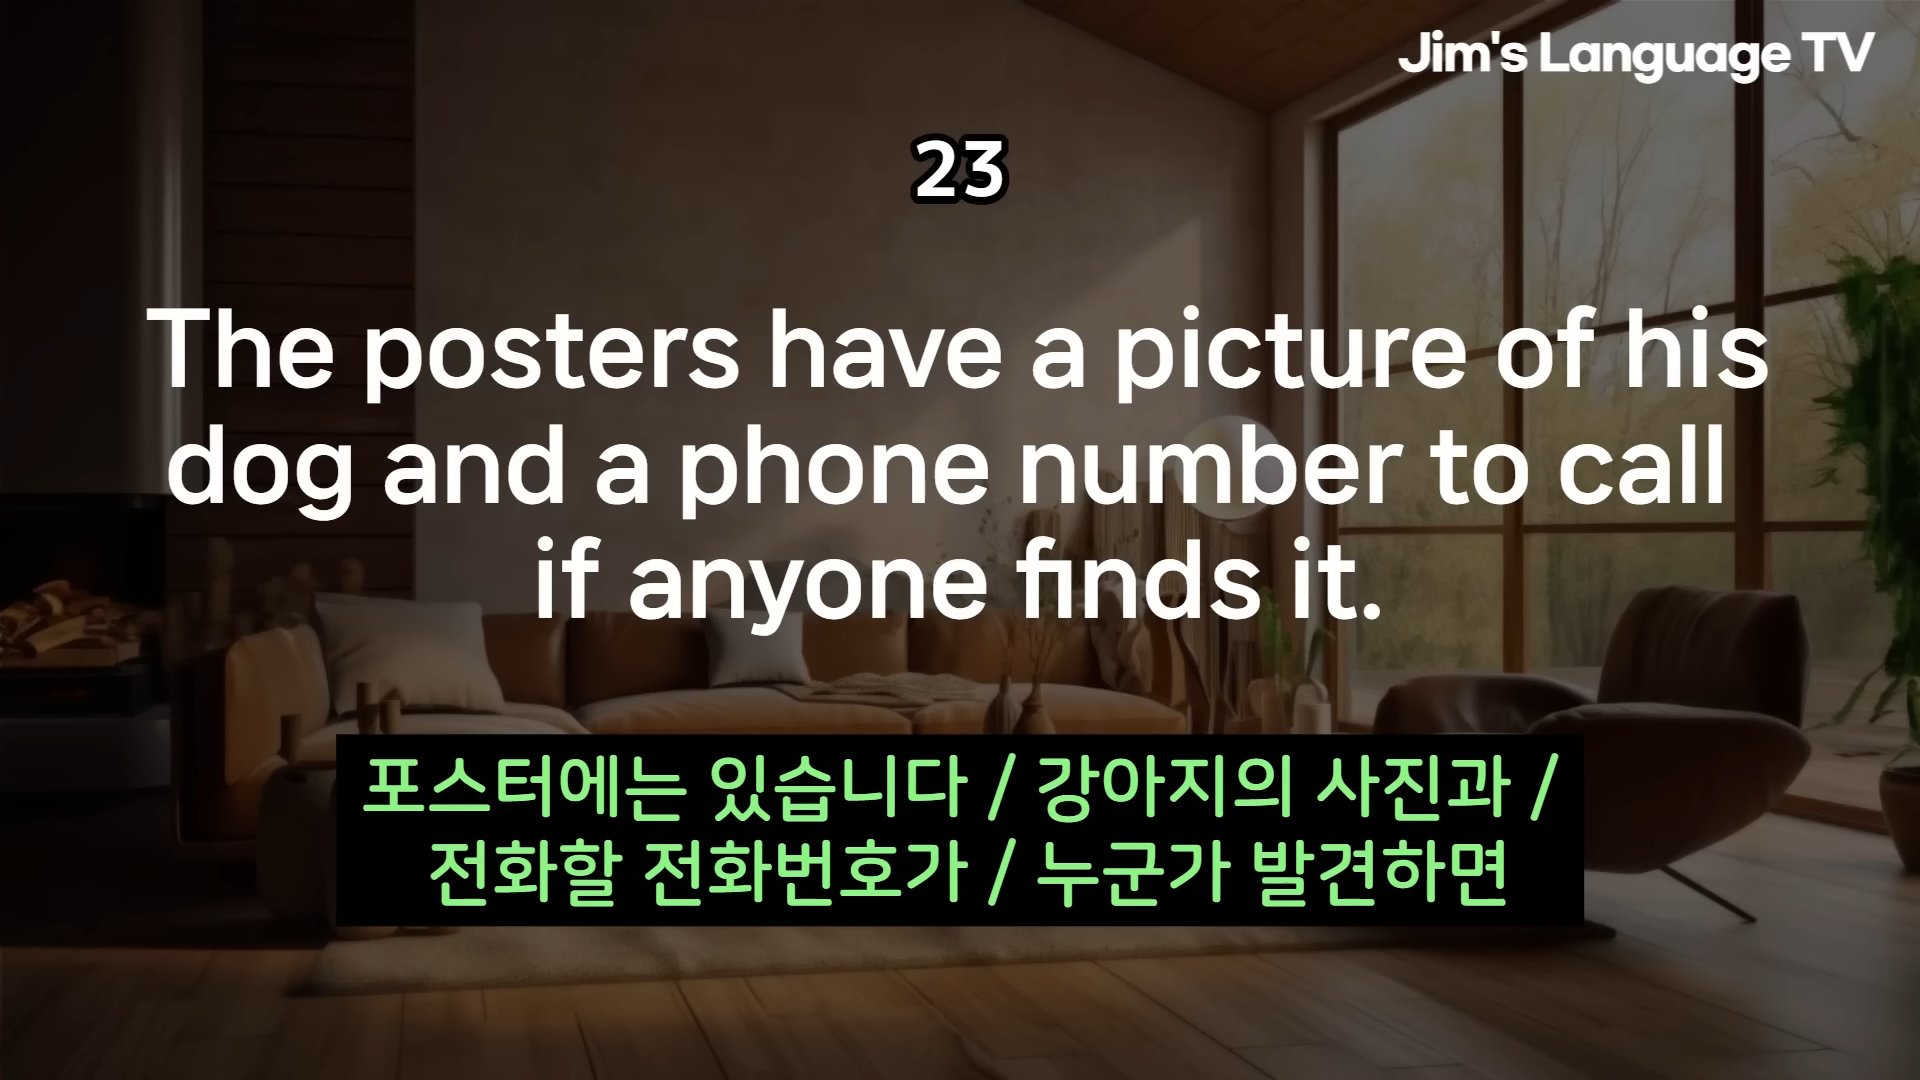 Jim's Language TV
23
The posters have a picture of his
dog and a phone number to call
if anyone finds it.
포스터에는 있습니다 / 강아지의 사진과 /
전화할 전화번호가 / 누군가 발견하면